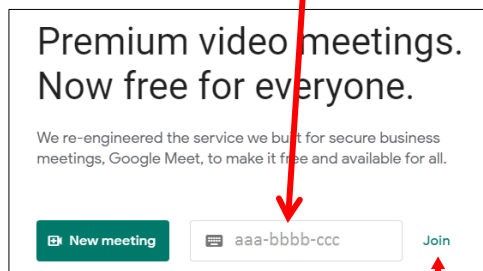 Premium video meetings.
Now free for everyone.
We re-engineered the service we built for secure business
meetings, Google Meet, to make it free and available for all.
New meeting aaa-bbbb-ccc Join